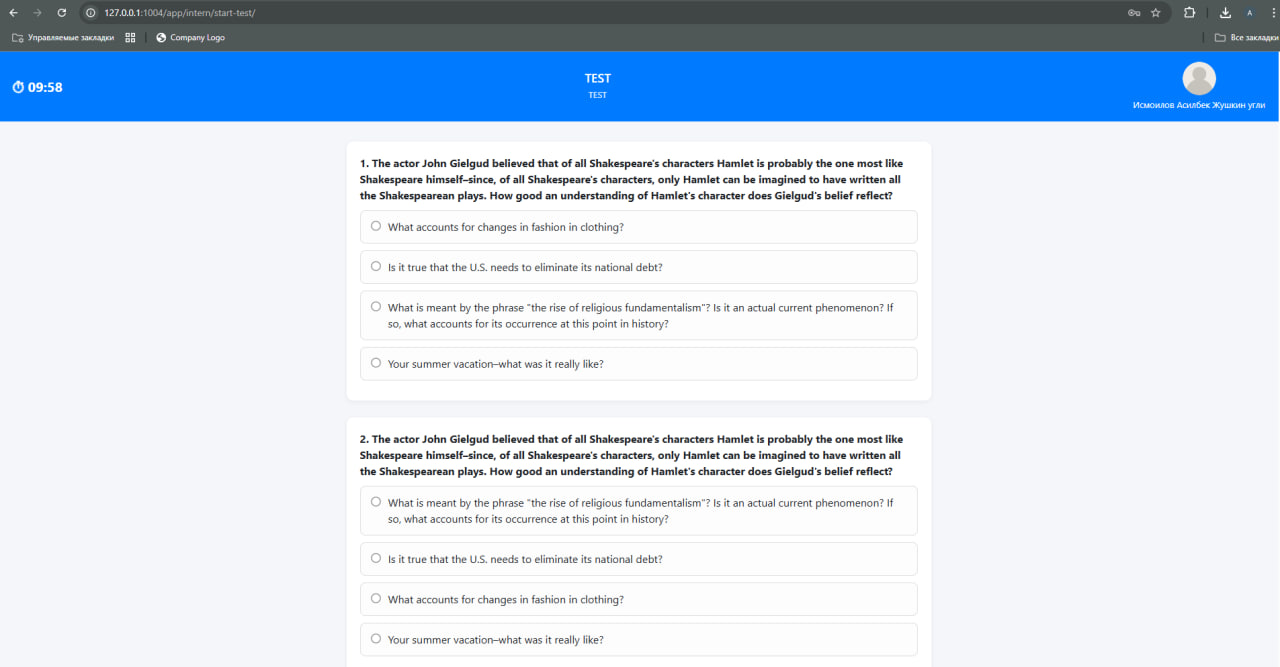 127.0.0.1:1004/app/intern/start-test/
A
Управляемые закладки
Company Logo
Все закладки
09:58
TEST
TEST
Исмоилов Асилбек Жушкин угли
1. The actor John Gielgud believed that of all Shakespeare's characters Hamlet is probably the one most like
Shakespeare himself–since, of all Shakespeare's characters, only Hamlet can be imagined to have written all
the Shakespearean plays. How good an understanding of Hamlet's character does Gielgud's belief reflect?
What accounts for changes in fashion in clothing?
Is it true that the U.S. needs to eliminate its national debt?
What is meant by the phrase "the rise of religious fundamentalism"? Is it an actual current phenomenon? If
so, what accounts for its occurrence at this point in history?
Your summer vacation–what was it really like?
2. The actor John Gielgud believed that of all Shakespeare's characters Hamlet is probably the one most like
Shakespeare himself–since, of all Shakespeare's characters, only Hamlet can be imagined to have written all
the Shakespearean plays. How good an understanding of Hamlet's character does Gielgud's belief reflect?
What is meant by the phrase "the rise of religious fundamentalism"? Is it an actual current phenomenon? If
so, what accounts for its occurrence at this point in history?
Is it true that the U.S. needs to eliminate its national debt?
What accounts for changes in fashion in clothing?
Your summer vacation–what was it really like?